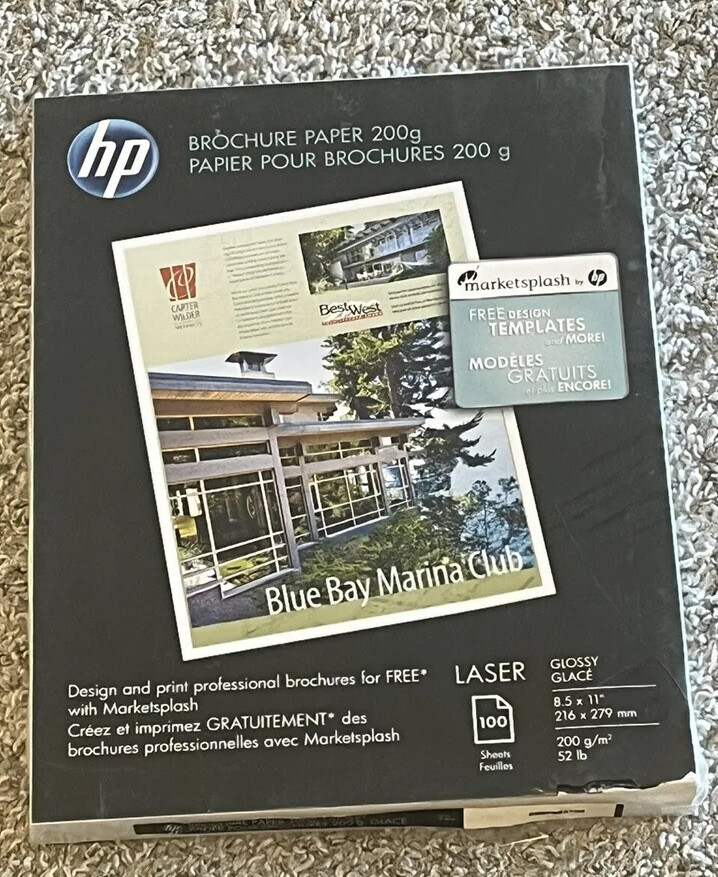 hp
BROCHURE PAPER 200g
PAPIER POUR BROCHURES 200 g
CARTER
WILDER
BestWest
marketsplash by hp
FREE DESIGN
TEMPLATES
and MORE!
MODÈLES
GRATUITS
et plus ENCORE!
Blue Bay Marina Club
Design and print professional brochures for FREE*
with Marketsplash
Créez et imprimez GRATUITEMENT* des
brochures professionnelles avec Marketsplash
LASER
100
Sheets
Feuilles
GLOSSY
GLACÉ
8.5 x 11"
216 x 279 mm
200 g/m²
52 lb